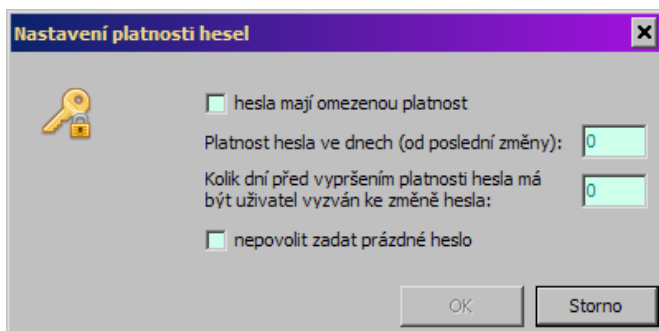 Nastavení platnosti hesel
hesla mají omezenou platnost
Platnost hesla ve dnech (od poslední změny): 0
Kolik dní před vypršením platnosti hesla má
být uživatel vyzván ke změně hesla: 0
nepovolit zadat prázdné heslo
OK Storno